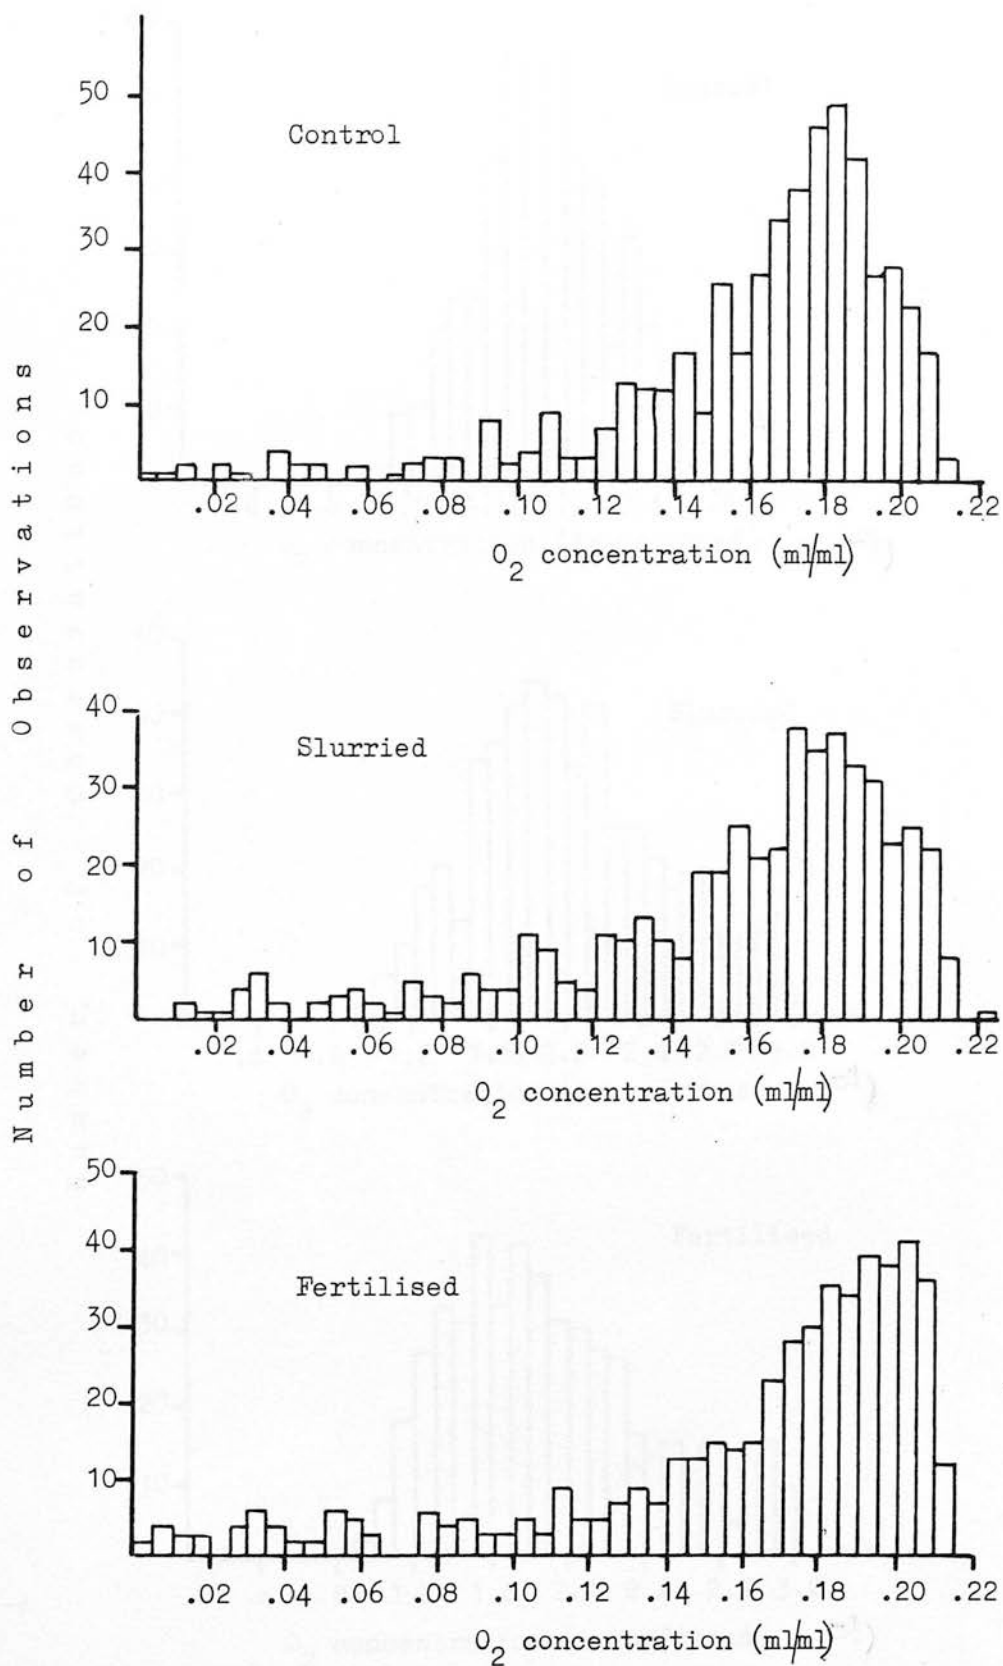 Number of Observations
50
40
30
20
10
Control
.02 .04 .06 .08 .10 .12 .14 .16 .18 .20 .22
O2 concentration (ml/ml)
40
30
20
10
Slurried
.02 .04 .06 .08 .10 .12 .14 .16 .18 .20 .22
O2 concentration (ml/ml)
50
40
30
20
10
Fertilised
.02 .04 .06 .08 .10 .12 .14 .16 .18 .20 .22
O2 concentration (ml/ml)
Fertilised